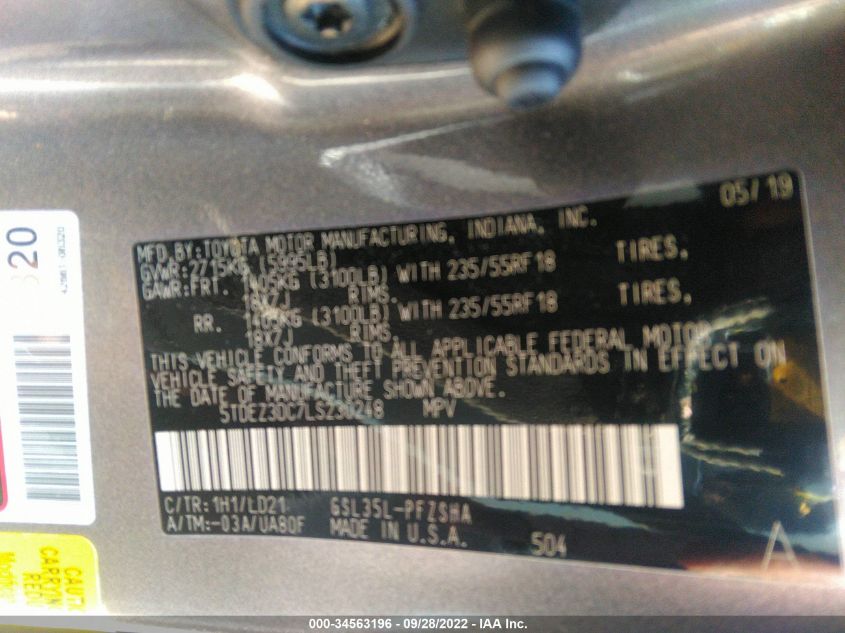 05/19
MFD. BY: TOYOTA MOTOR MANUFACTURING, INDIANA, INC.
GVWR: 2715KG (5995LB)
GAWR: FRT. 1405KG (3100LB) WITH 235/55RF18 TIRES.
18X7J RIMS.
RR. 1405KG (3100LB) WITH 235/55RF18 TIRES.
18X7J RIMS.
THIS VEHICLE CONFORMS TO ALL APPLICABLE FEDERAL MOTOR
VEHICLE SAFETY AND THEFT PREVENTION STANDARDS IN EFFECT ON
THE DATE OF MANUFACTURE SHOWN ABOVE.
5TDEZ3DC7LS230248 MPV
C/TR: 1H1/LD21 GSL35L-PFZSHA
A/TM:-03A/UA80F MADE IN U.S.A.
504 A
320
CAUT
CARRYIN
000-34563196 - 09/28/2022 - IAA Inc.